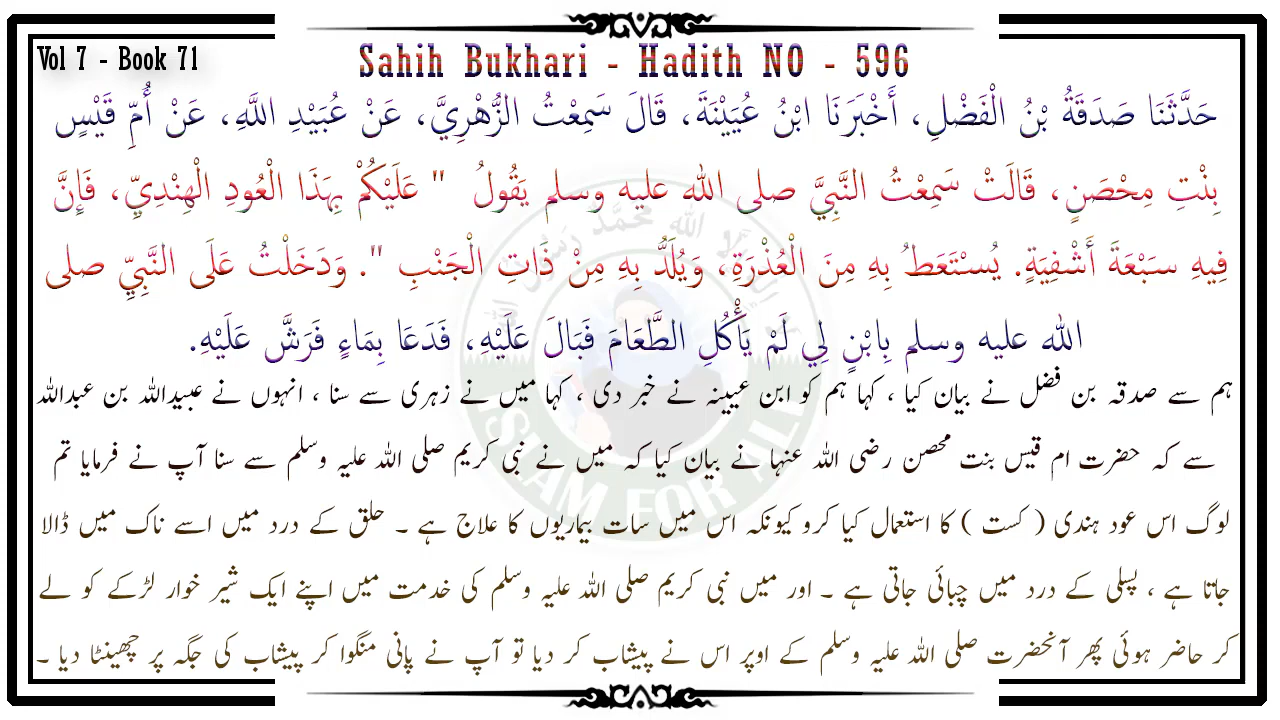 Vol 7 - Book 71
Sahih Bukhari - Hadith NO - 596
حَدَّثَنَا صَدَقَةُ بْنُ الْفَضْلِ، أَخْبَرَنَا ابْنُ عُيَيْنَةَ، قَالَ سَمِعْتُ الزُّهْرِيَّ، عَنْ عُبَيْدِ اللَّهِ، عَنْ أُمِّ قَيْسٍ
بِنْتِ مِحْصَنٍ، قَالَتْ سَمِعْتُ النَّبِيَّ صلى الله عليه وسلم يَقُولُ " عَلَيْكُمْ بِهَذَا الْعُودِ الْهِنْدِيِّ، فَإِنَّ
فِيهِ سَبْعَةَ أَشْفِيَةٍ. يُسْتَعَطُ بِهِ مِنَ الْعُذْرَةِ، وَيُلَدُّ بِهِ مِنْ ذَاتِ الْجَنْبِ ". وَدَخَلْتُ عَلَى النَّبِيِّ صلى
الله عليه وسلم بِابْنٍ لِي لَمْ يَأْكُلِ الطَّعَامَ فَبَالَ عَلَيْهِ، فَدَعَا بِمَاءٍ فَرَشَّ عَلَيْهِ.
ہم سے صدقہ بن فضل نے بیان کیا ، کہا ہم کو ابن عیینہ نے خبر دی ، کہا میں نے زہری سے سنا ، انہوں نے عبیداللہ بن عبداللہ
سے کہ حضرت ام قیس بنت محصن رضی اللہ عنہا نے بیان کیا کہ میں نے نبی کریم صلی اللہ علیہ وسلم سے سنا آپ نے فرمایا تم
لوگ اس عود ہندی ( کست ) کا استعمال کیا کرو کیونکہ اس میں سات بیماریوں کا علاج ہے ۔ حلق کے درد میں اسے ناک میں ڈالا
جاتا ہے ، پسلی کے درد میں چبائی جاتی ہے ۔ اور میں نبی کریم صلی اللہ علیہ وسلم کی خدمت میں اپنے ایک شیر خوار لڑکے کو لے
کر حاضر ہوئی پھر آنحضرت صلی اللہ علیہ وسلم کے اوپر اس نے پیشاب کر دیا تو آپ نے پانی منگوا کر پیشاب کی جگہ پر چھینٹا دیا ۔
ISLAM FOR ALL